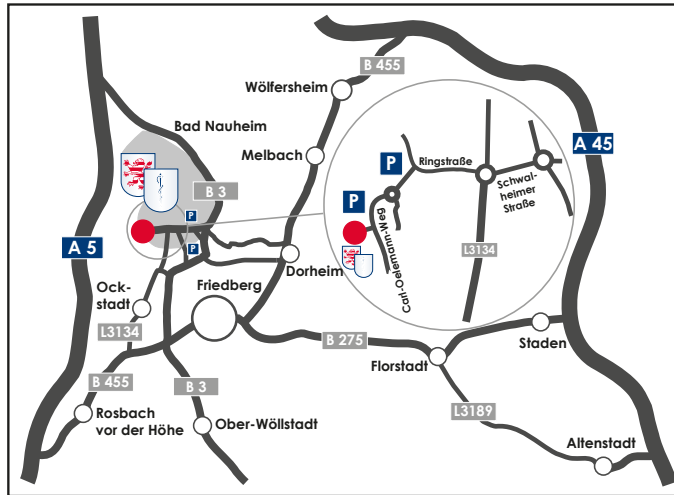 B 455
Wölfersheim
Bad Nauheim
A 45
Melbach
P
Ringstraße
Schwal-
heimer
Straße
B 3
P
P
P
Carl-Oelemann-Weg
A 5
L3134
Dorheim
Ock-
stadt
Friedberg
L3134
B 275
Staden
Florstadt
B 455
B 3
L3189
Rosbach
vor der Höhe
Ober-Wöllstadt
Altenstadt